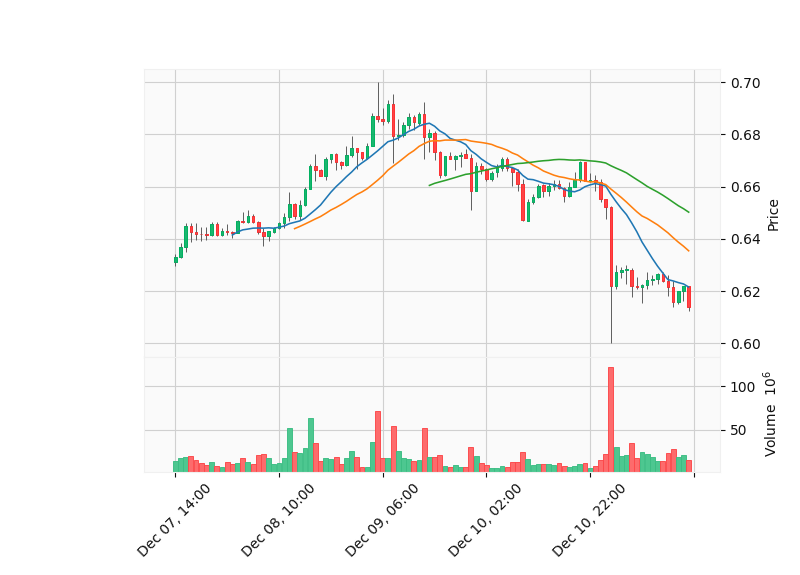 0.70
0.68
0.66
0.64
0.62
0.60
Price
100
50
Volume 10^6
Dec 07, 14:00
Dec 08, 10:00
Dec 09, 06:00
Dec 10, 02:00
Dec 10, 22:00